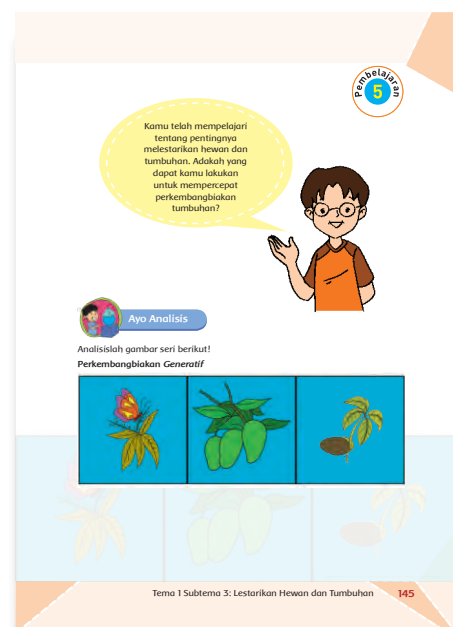 Pembelajaran
5
Kamu telah mempelajari
tentang pentingnya
melestarikan hewan dan
tumbuhan. Adakah yang
dapat kamu lakukan
untuk mempercepat
perkembangbiakan
tumbuhan?
Ayo Analisis
Analisislah gambar seri berikut!
Perkembangbiakan Generatif
Tema 1 Subtema 3: Lestarikan Hewan dan Tumbuhan 145